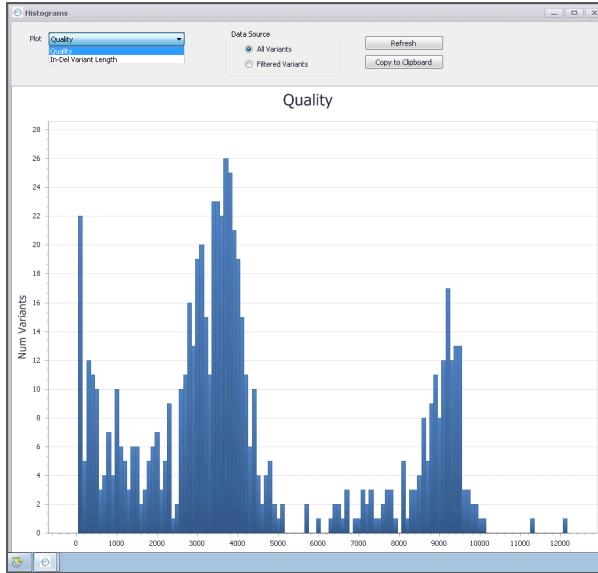 Histograms
Plot Quality
Quality
In-Del Variant Length
Data Source
All Variants
Filtered Variants
Refresh
Copy to Clipboard
Quality
Num Variants
28
26
24
22
20
18
16
14
12
10
8
6
4
2
0
0 1000 2000 3000 4000 5000 6000 7000 8000 9000 10000 11000 12000